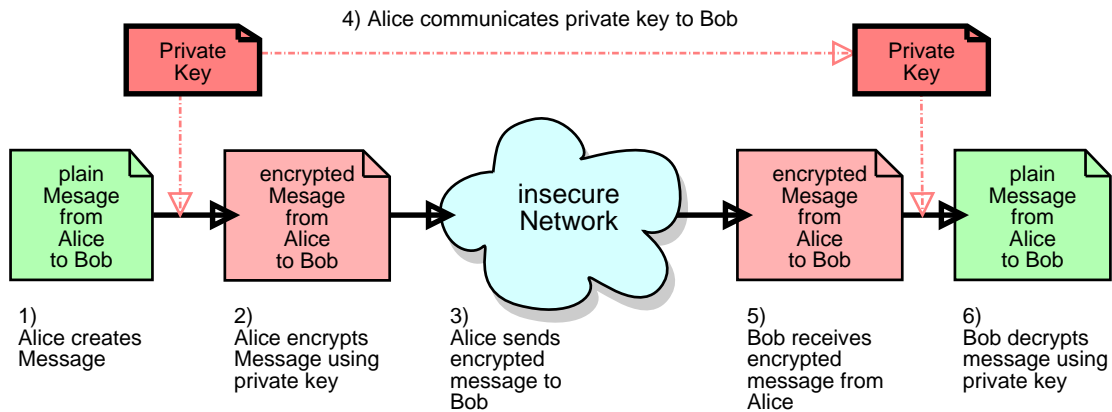 4) Alice communicates private key to Bob
Private
Key
Private
Key
plain
Mesage
from
Alice
to Bob
encrypted
Mesage
from
Alice
to Bob
insecure
Network
encrypted
Mesage
from
Alice
to Bob
plain
Message
from
Alice
to Bob
1)
Alice creates
Message
2)
Alice encrypts
Message using
private key
3)
Alice sends
encrypted
message to
Bob
5)
Bob receives
encrypted
message from
Alice
6)
Bob decrypts
message using
private key